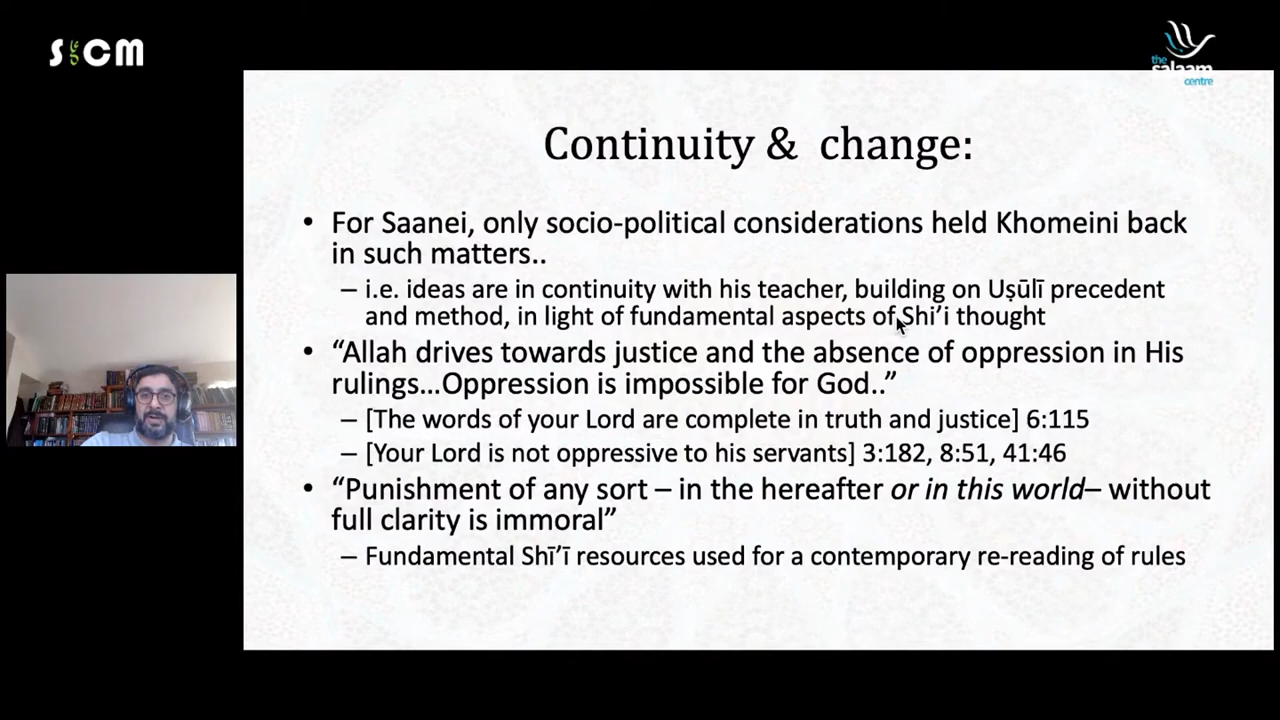 SICM
the
salaam
centre
Continuity & change:
• For Saanei, only socio-political considerations held Khomeini back
in such matters..
– i.e. ideas are in continuity with his teacher, building on Uṣūlī precedent
and method, in light of fundamental aspects of Shi’i thought
• “Allah drives towards justice and the absence of oppression in His
rulings…Oppression is impossible for God..”
– [The words of your Lord are complete in truth and justice] 6:115
– [Your Lord is not oppressive to his servants] 3:182, 8:51, 41:46
• “Punishment of any sort – in the hereafter or in this world– without
full clarity is immoral”
– Fundamental Shī’ī resources used for a contemporary re-reading of rules